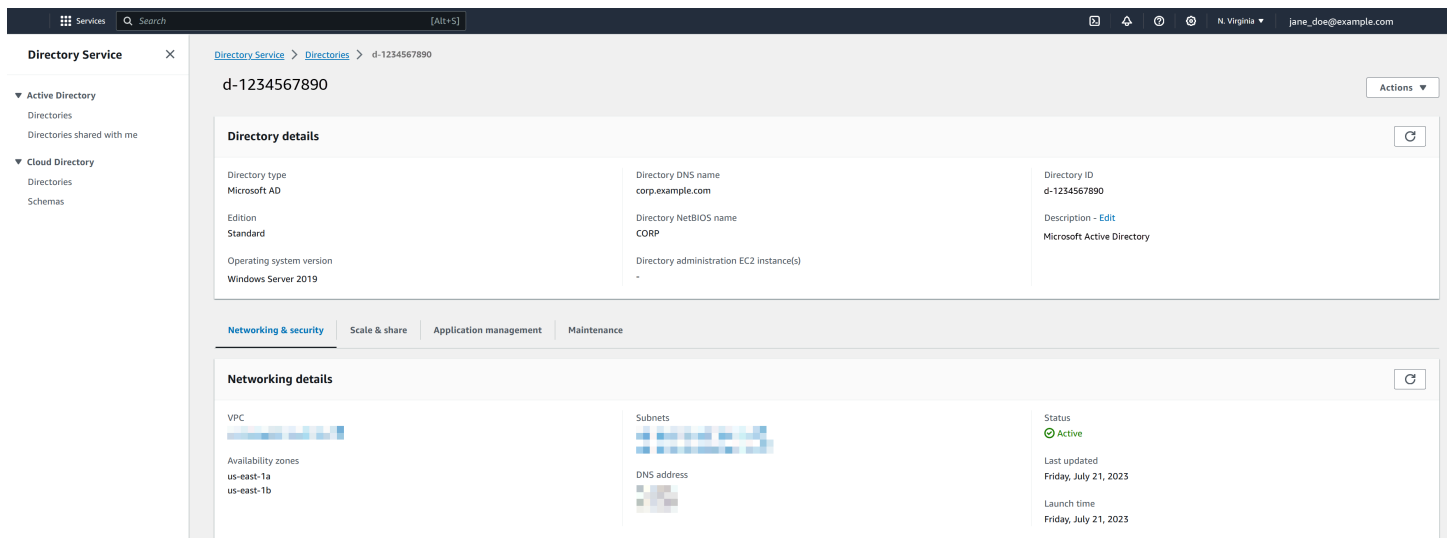 Services Search [Alt+S] N. Virginia ▼ jane_doe@example.com
Directory Service
Directory Service > Directories > d-1234567890
d-1234567890
Actions ▼
▼ Active Directory
Directories
Directories shared with me
▼ Cloud Directory
Directories
Schemas
Directory details
Directory type
Microsoft AD
Edition
Standard
Operating system version
Windows Server 2019
Directory DNS name
corp.example.com
Directory NetBIOS name
CORP
Directory administration EC2 instance(s)
-
Directory ID
d-1234567890
Description - Edit
Microsoft Active Directory
Networking & security Scale & share Application management Maintenance
Networking details
VPC
Availability zones
us-east-1a
us-east-1b
Subnets
DNS address
Status
Active
Last updated
Friday, July 21, 2023
Launch time
Friday, July 21, 2023